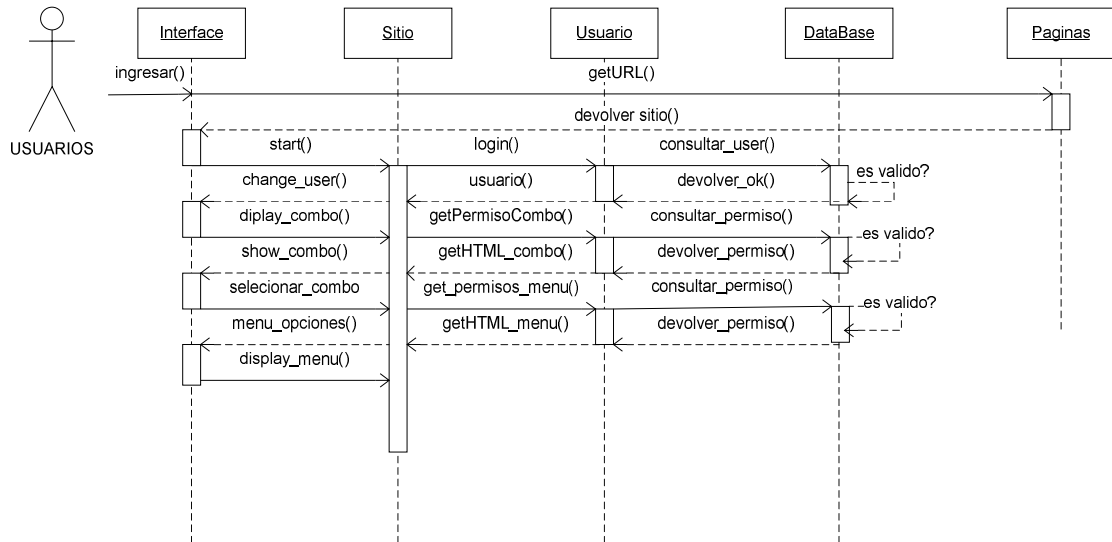 Interface
Sitio
Usuario
DataBase
Paginas
ingresar()
getURL()
devolver sitio()
USUARIOS
start()
login()
consultar_user()
change_user()
usuario()
devolver_ok()
es valido?
diplay_combo()
getPermisoCombo()
consultar_permiso()
es valido?
show_combo()
getHTML_combo()
devolver_permiso()
selecionar_combo
get_permisos_menu()
consultar_permiso()
es valido?
menu_opciones()
getHTML_menu()
devolver_permiso()
display_menu()